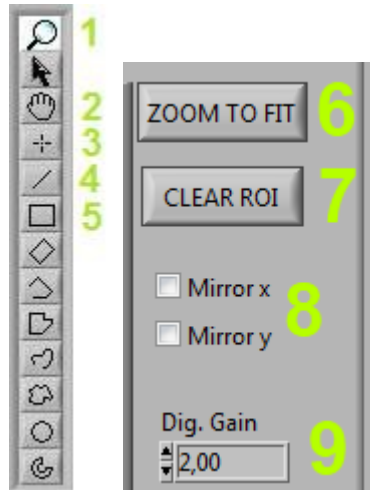 1
2
3
4
5
ZOOM TO FIT 6
CLEAR ROI 7
Mirror x
8
Mirror y
Dig. Gain
2,00 9